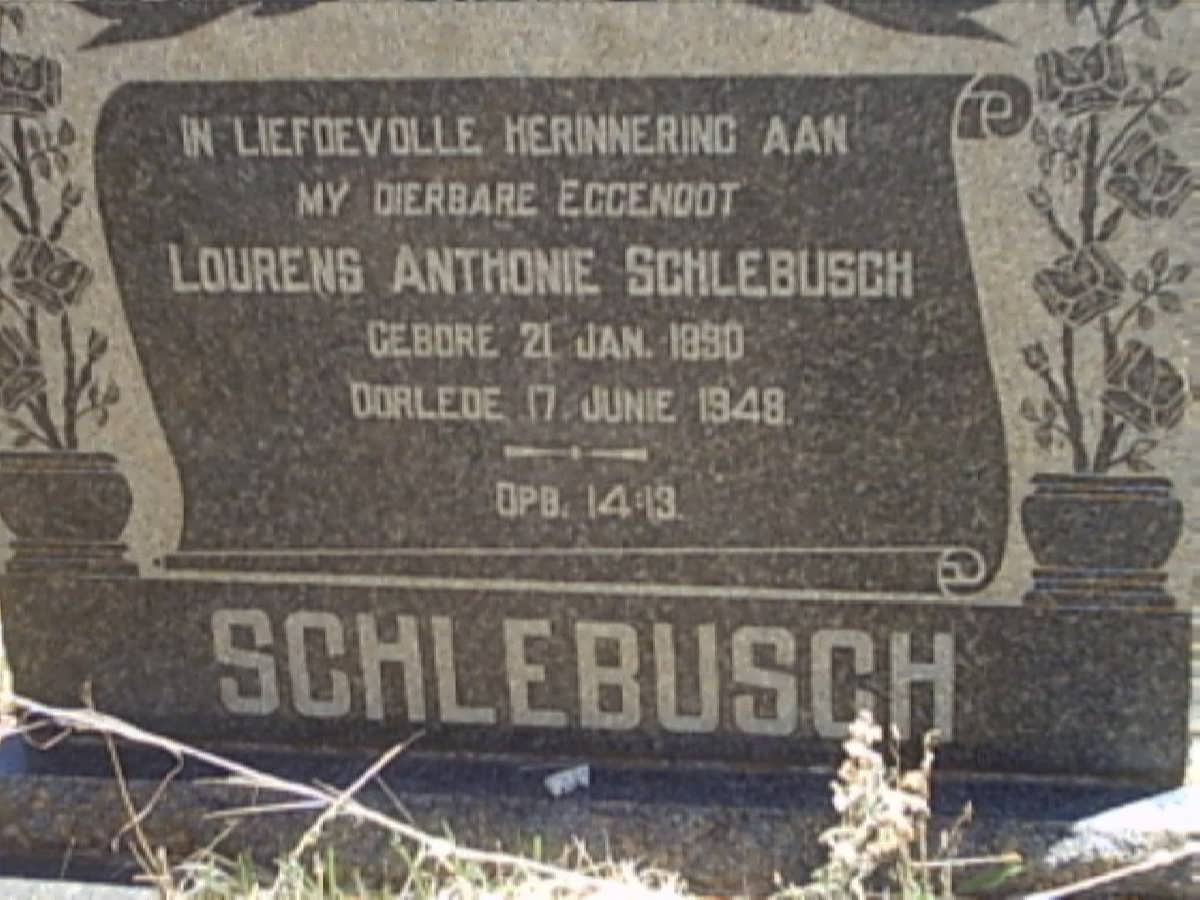 IN LIEFDEVOLLE HERINNERING AAN
MY DIERBARE EGGENOOT
LOURENS ANTHONIE SCHLEBUSCH
GEBORE 21 JAN. 1890
OORLEDE 17 JUNIE 1948.
OPB. 14:13.
SCHLEBUSCH